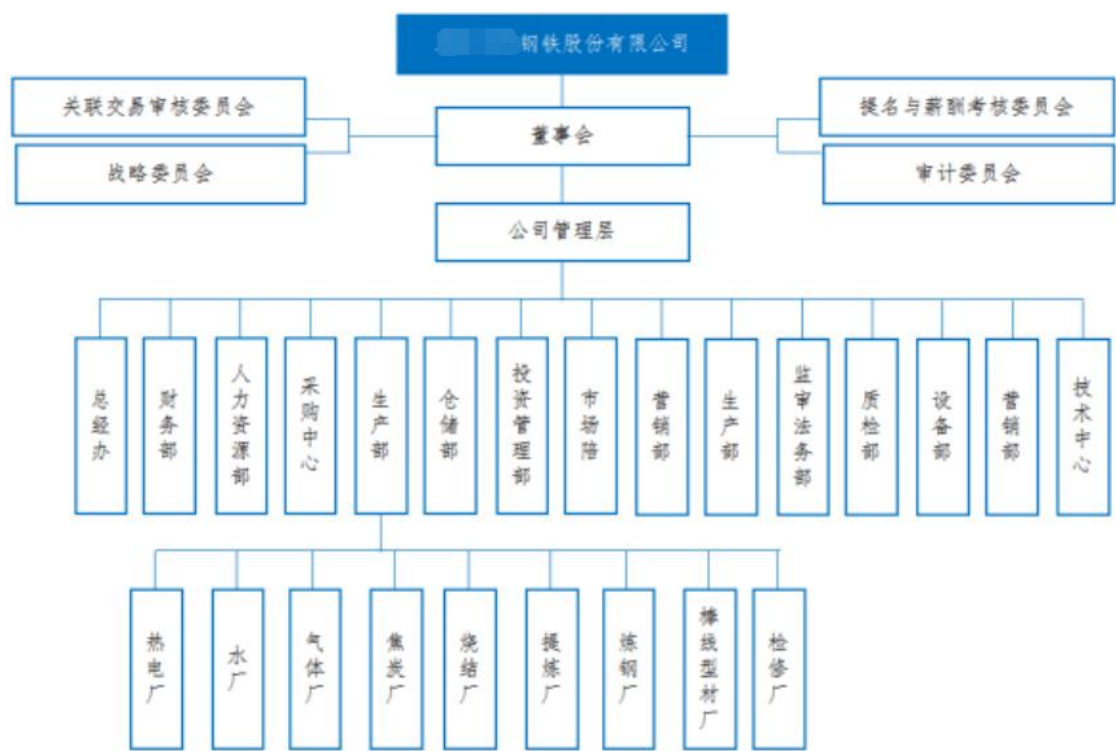 钢铁股份有限公司
关联交易审核委员会
提名与薪酬考核委员会
董事会
战略委员会
审计委员会
公司管理层
总经办
财务部
人力资源部
采购中心
生产部
仓储部
投资管理部
市场陪
营销部
生产部
监审法务部
质检部
设备部
营销部
技术中心
热电厂
水厂
气体厂
焦炭厂
烧结厂
提炼厂
炼钢厂
棒线型材厂
检修厂